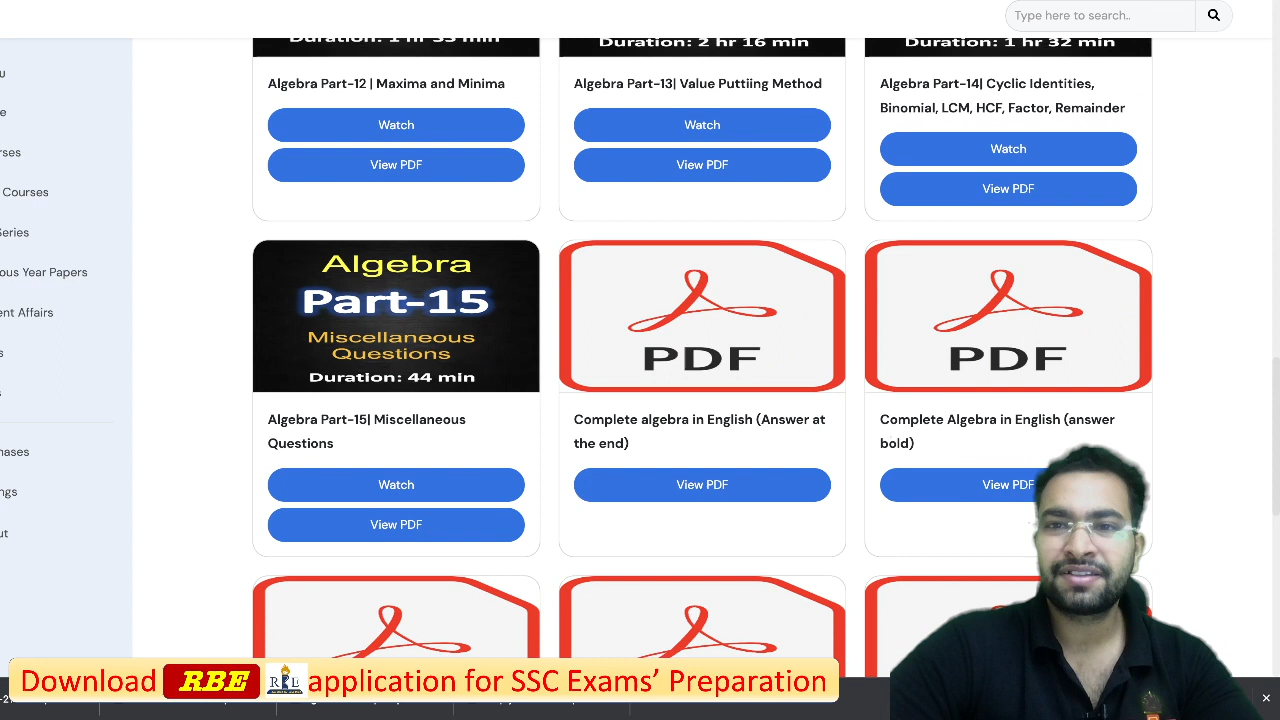 Type here to search..
Duration: 2 hr 16 min
Duration: 1 hr 32 min
Algebra Part-12 | Maxima and Minima
Watch
View PDF
Algebra Part-13| Value Puttiing Method
Watch
View PDF
Algebra Part-14| Cyclic Identities,
Binomial, LCM, HCF, Factor, Remainder
Watch
View PDF
u
e
rses
Courses
Series
ous Year Papers
ent Affairs
s
s
hases
ngs
ut
Algebra
Part-15
Miscellaneous
Questions
Duration: 44 min
Algebra Part-15| Miscellaneous
Questions
Watch
View PDF
PDF
Complete algebra in English (Answer at
the end)
View PDF
PDF
Complete Algebra in English (answer
bold)
View PDF
Download RBE RBE application for SSC Exams’ Preparation